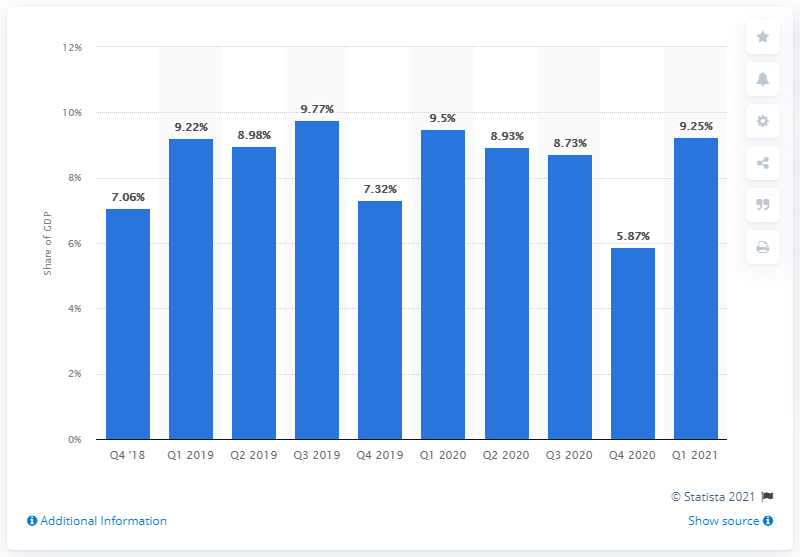 12%
10%
8%
6%
4%
2%
0%
Share of GDP
7.06%
9.22%
8.98%
9.77%
7.32%
9.5%
8.93%
8.73%
5.87%
9.25%
Q4 '18
Q1 2019
Q2 2019
Q3 2019
Q4 2019
Q1 2020
Q2 2020
Q3 2020
Q4 2020
Q1 2021
© Statista 2021
Additional Information
Show source